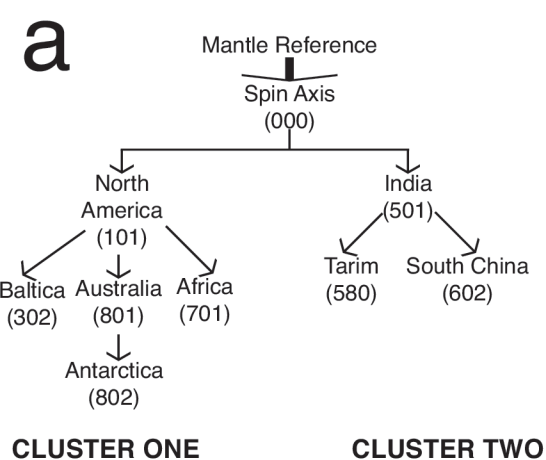 a
Mantle Reference
Spin Axis
(000)
North
America
(101)
India
(501)
Baltica
(302)
Australia
(801)
Africa
(701)
Tarim
(580)
South China
(602)
Antarctica
(802)
CLUSTER ONE
CLUSTER TWO